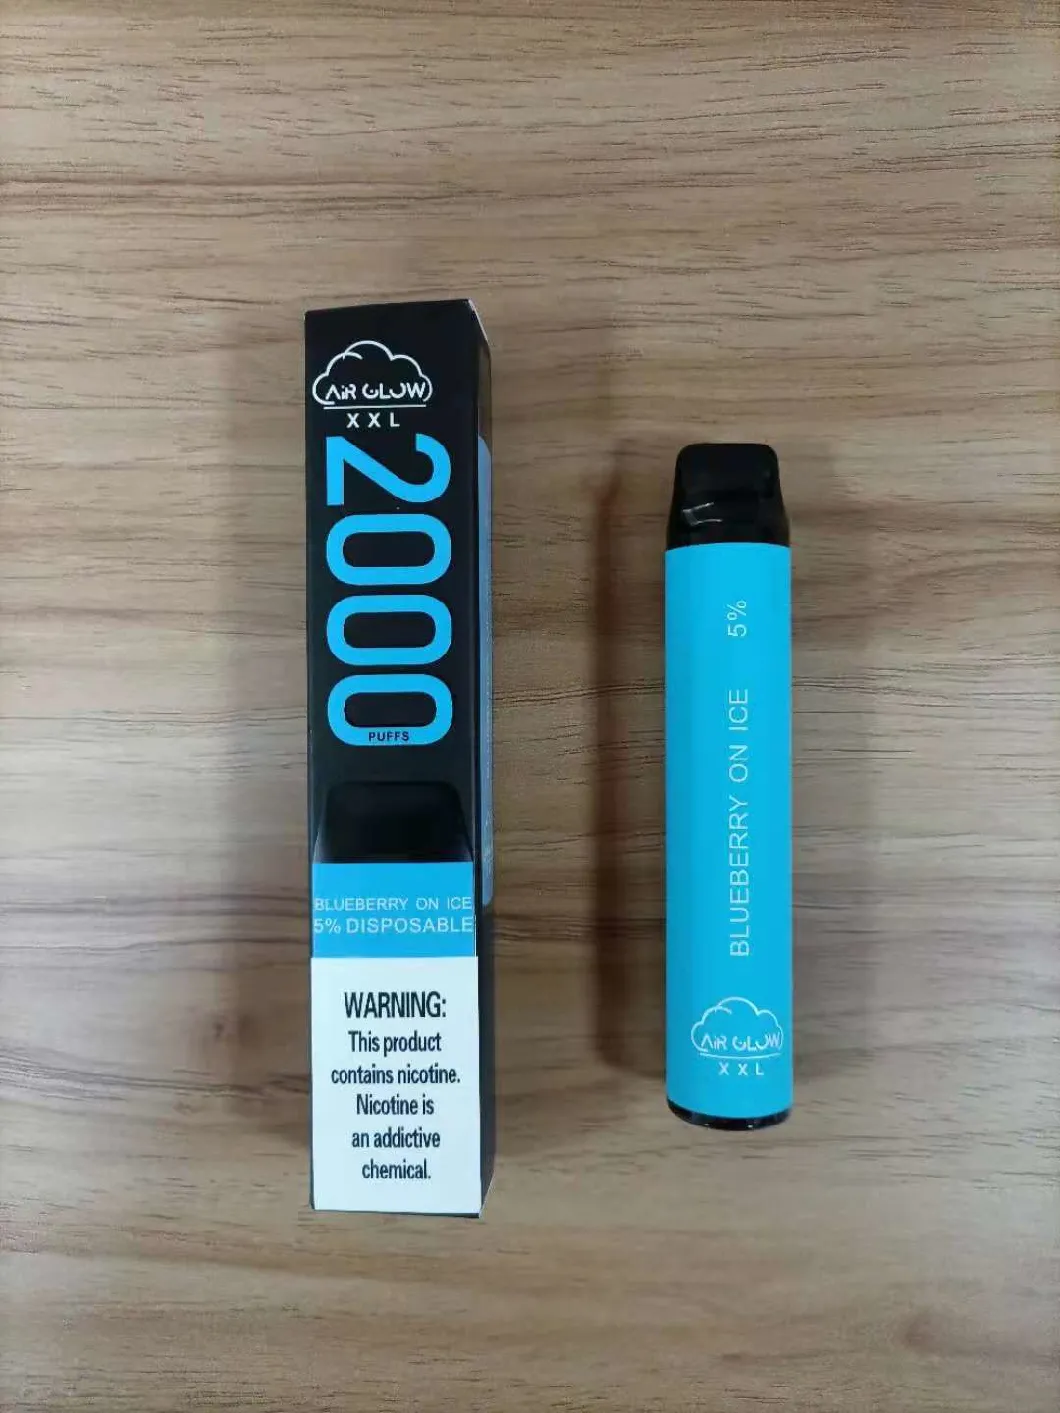 AIR GLOW
XXL
2000
PUFFS
BLUEBERRY ON ICE
5% DISPOSABLE
WARNING:
This product
contains nicotine.
Nicotine is
an addictive
chemical.
BLUEBERRY ON ICE 5%
AIR GLOW
XXL